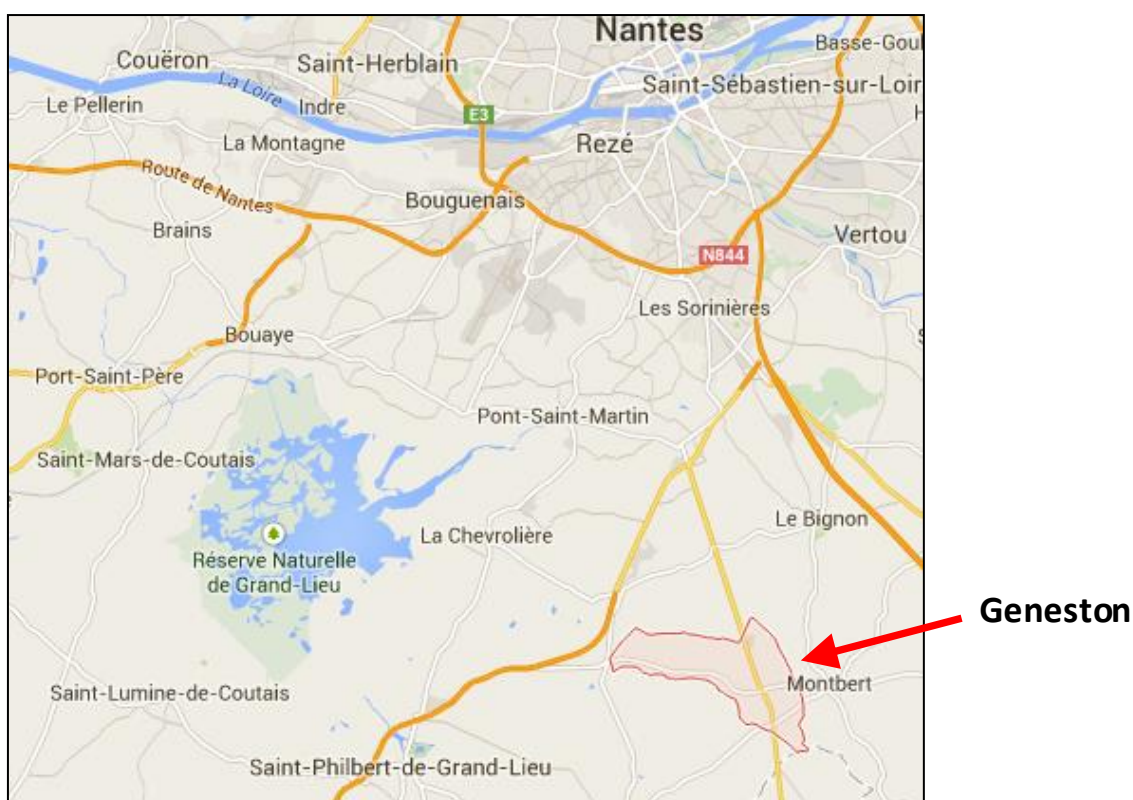 Nantes
Basse-Goul
Couëron
Saint-Herblain
La Loire
Saint-Sébastien-sur-Loir
Le Pellerin
Indre
E3
La Montagne
Rezé
Route de Nantes
Bouguenais
Brains
Vertou
N844
Les Sorinières
Bouaye
Port-Saint-Père
Pont-Saint-Martin
Saint-Mars-de-Coutais
Le Bignon
La Chevrolière
Réserve Naturelle
de Grand-Lieu
Geneston
Montbert
Saint-Lumine-de-Coutais
Saint-Philbert-de-Grand-Lieu